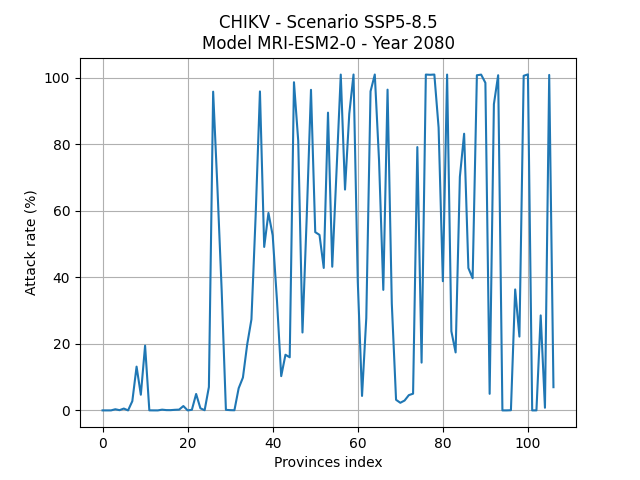 CHIKV - Scenario SSP5-8.5
Model MRI-ESM2-0 - Year 2080
Attack rate (%)
100
80
60
40
20
0
0 20 40 60 80 100
Provinces index